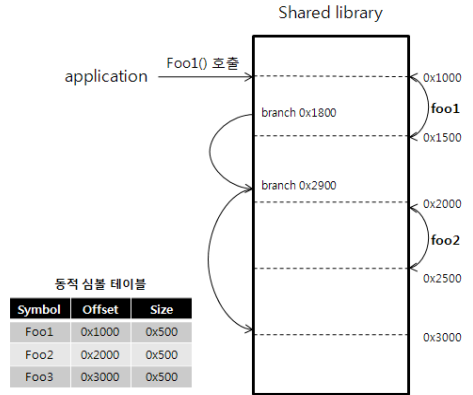 Shared library
Foo1() 호출
application
0x1000
foo1
branch 0x1800
0x1500
branch 0x2900
0x2000
foo2
0x2500
동적 심볼 테이블
Symbol Offset Size
Foo1 0x1000 0x500
0x3000
Foo2 0x2000 0x500
Foo3 0x3000 0x500